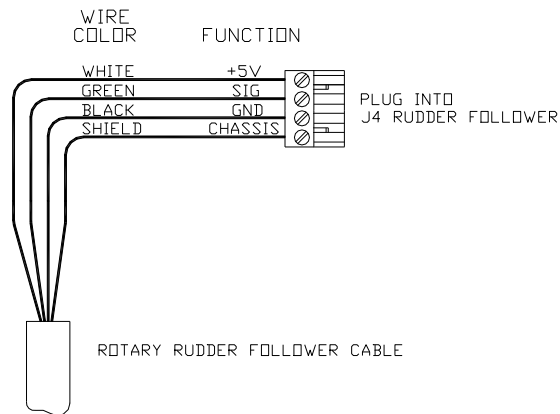 WIRE
COLOR FUNCTION
WHITE +5V
GREEN SIG
BLACK GND
SHIELD CHASSIS
PLUG INTO
J4 RUDDER FOLLOWER
ROTARY RUDDER FOLLOWER CABLE